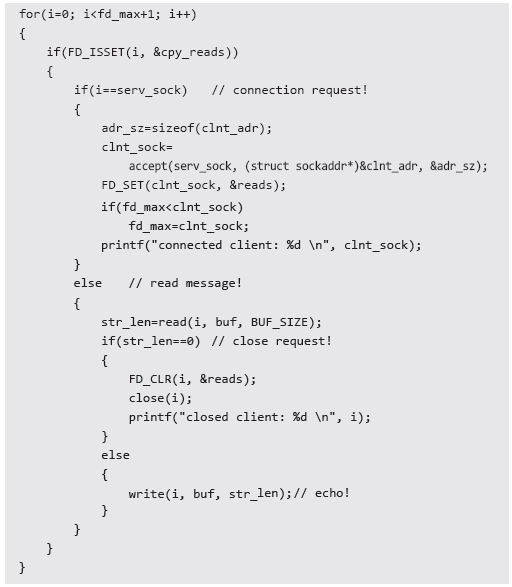 for(i=0; i<fd_max+1; i++)
{
    if(FD_ISSET(i, &cpy_reads))
    {
        if(i==serv_sock)   // connection request!
        {
            adr_sz=sizeof(clnt_adr);
            clnt_sock=
                accept(serv_sock, (struct sockaddr*)&clnt_adr, &adr_sz);
            FD_SET(clnt_sock, &reads);
            if(fd_max<clnt_sock)
                fd_max=clnt_sock;
            printf("connected client: %d \n", clnt_sock);
        }
        else    // read message!
        {
            str_len=read(i, buf, BUF_SIZE);
            if(str_len==0) // close request!
            {
                FD_CLR(i, &reads);
                close(i);
                printf("closed client: %d \n", i);
            }
            else
            {
                write(i, buf, str_len);// echo!
            }
        }
    }
}